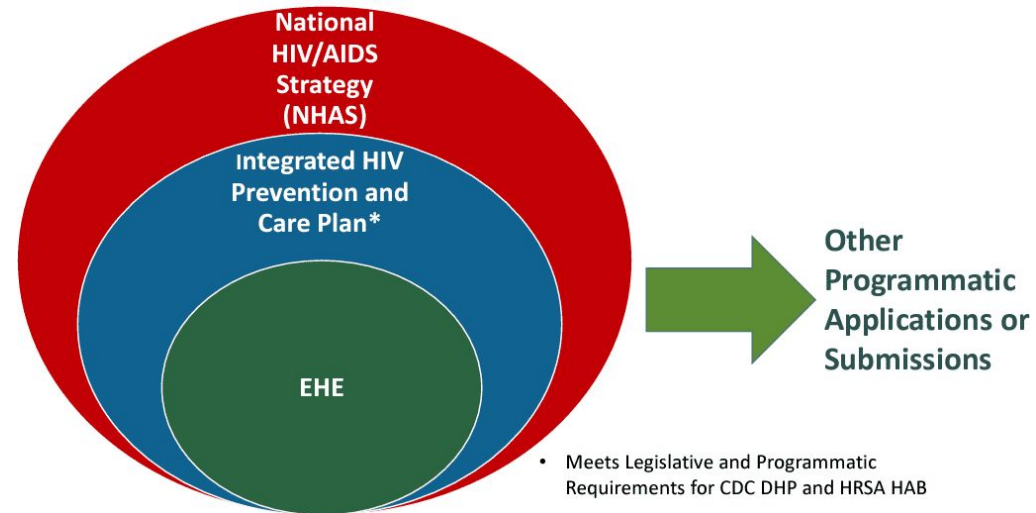 National
HIV/AIDS
Strategy
(NHAS)
Integrated HIV
Prevention and
Care Plan*
EHE
Other
Programmatic
Applications or
Submissions
• Meets Legislative and Programmatic
Requirements for CDC DHP and HRSA HAB